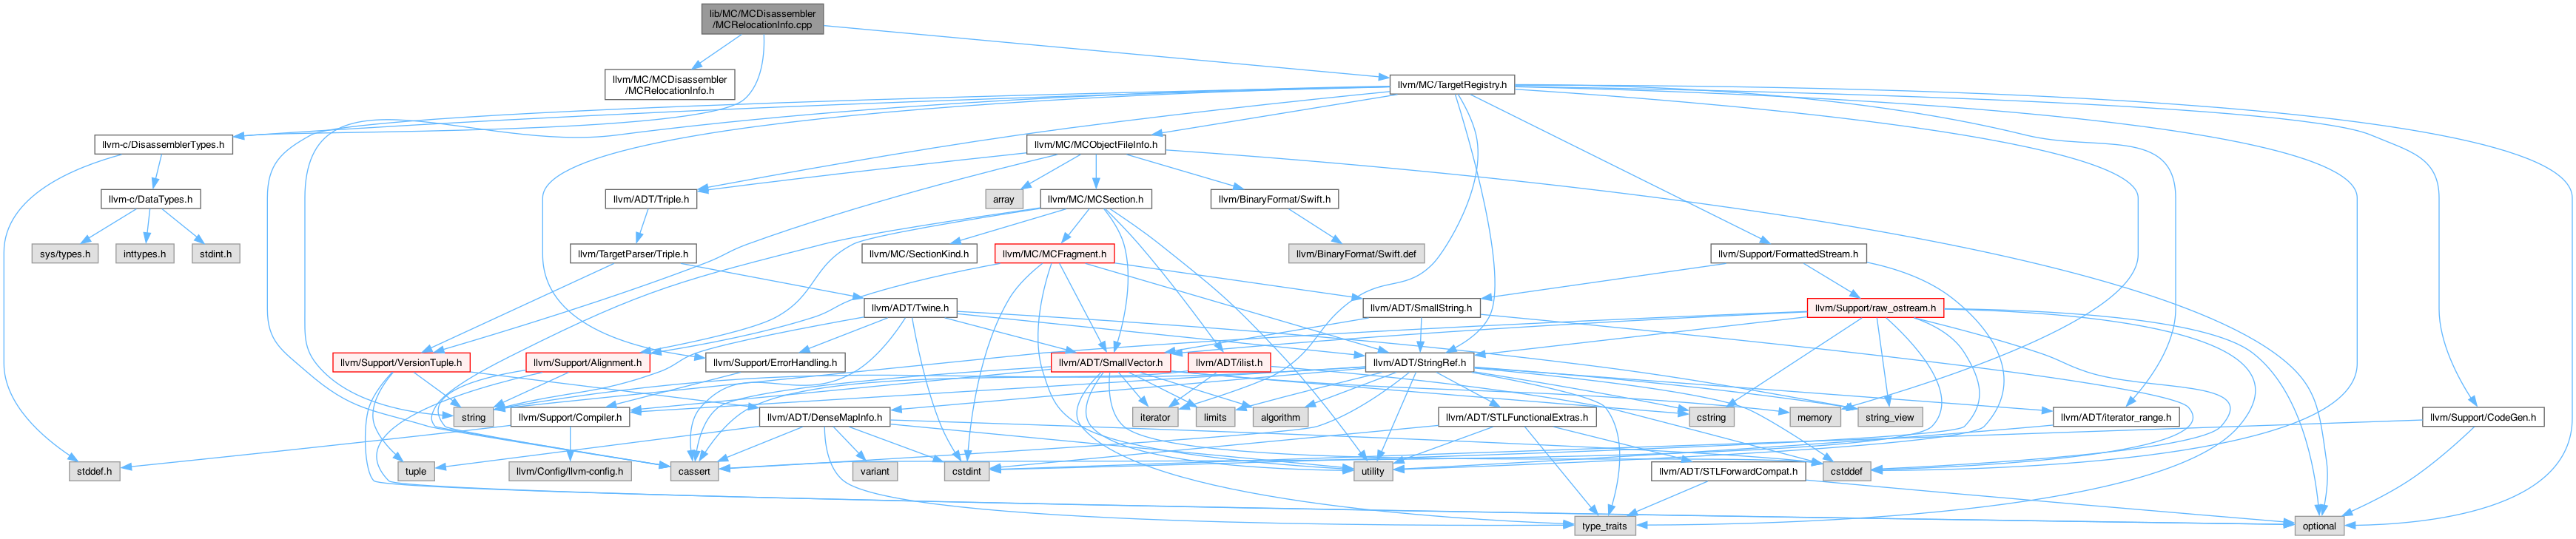 lib/MC/MCDisassembler
/MCRelocationInfo.cpp
llvm/MC/MCDisassembler
/MCRelocationInfo.h
llvm/MC/TargetRegistry.h
llvm-c/DisassemblerTypes.h
llvm/MC/MCObjectFileInfo.h
llvm-c/DataTypes.h
llvm/ADT/Triple.h
array
llvm/MC/MCSection.h
llvm/BinaryFormat/Swift.h
sys/types.h
inttypes.h
stdint.h
llvm/TargetParser/Triple.h
llvm/MC/SectionKind.h
llvm/MC/MCFragment.h
llvm/BinaryFormat/Swift.def
llvm/Support/FormattedStream.h
llvm/ADT/Twine.h
llvm/ADT/SmallString.h
llvm/Support/raw_ostream.h
llvm/Support/VersionTuple.h
llvm/Support/Alignment.h
llvm/Support/ErrorHandling.h
llvm/ADT/SmallVector.h
llvm/ADT/ilist.h
llvm/ADT/StringRef.h
string
llvm/Support/Compiler.h
llvm/ADT/DenseMapInfo.h
iterator
limits
algorithm
llvm/ADT/STLFunctionalExtras.h
cstring
memory
string_view
llvm/ADT/iterator_range.h
llvm/Support/CodeGen.h
stddef.h
tuple
llvm/Config/llvm-config.h
cassert
variant
cstdint
utility
llvm/ADT/STLForwardCompat.h
cstddef
type_traits
optional